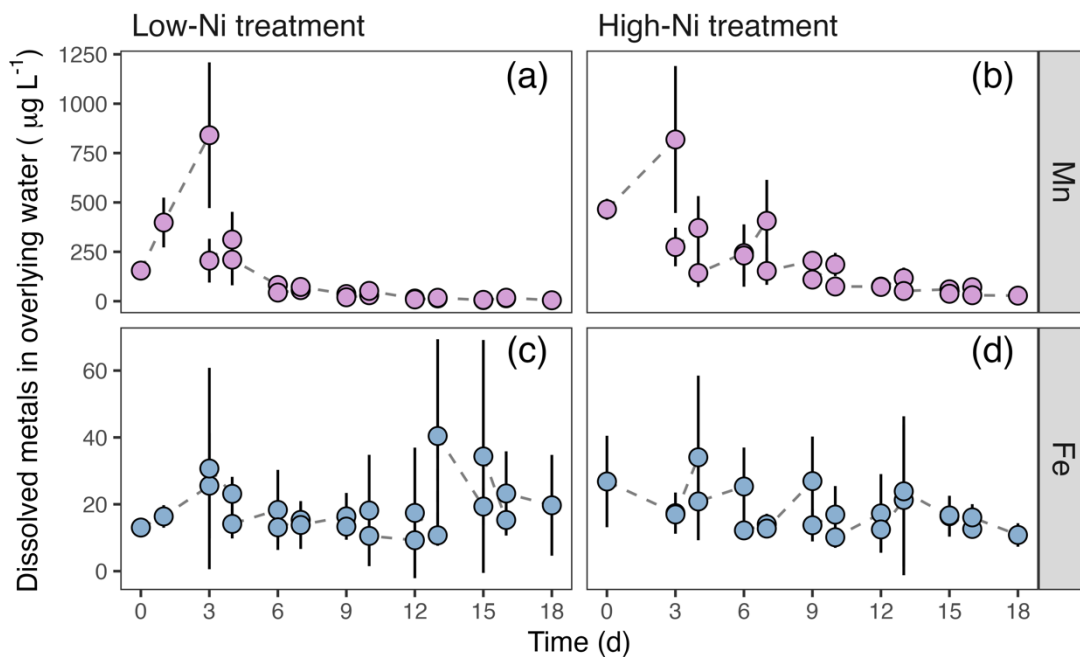 Low-Ni treatment
High-Ni treatment
Dissolved metals in overlying water ( μg L⁻¹)
1250
1000
750
500
250
0
(a)
(b)
Mn
60
40
20
0
(c)
(d)
Fe
0 3 6 9 12 15 18
0 3 6 9 12 15 18
Time (d)